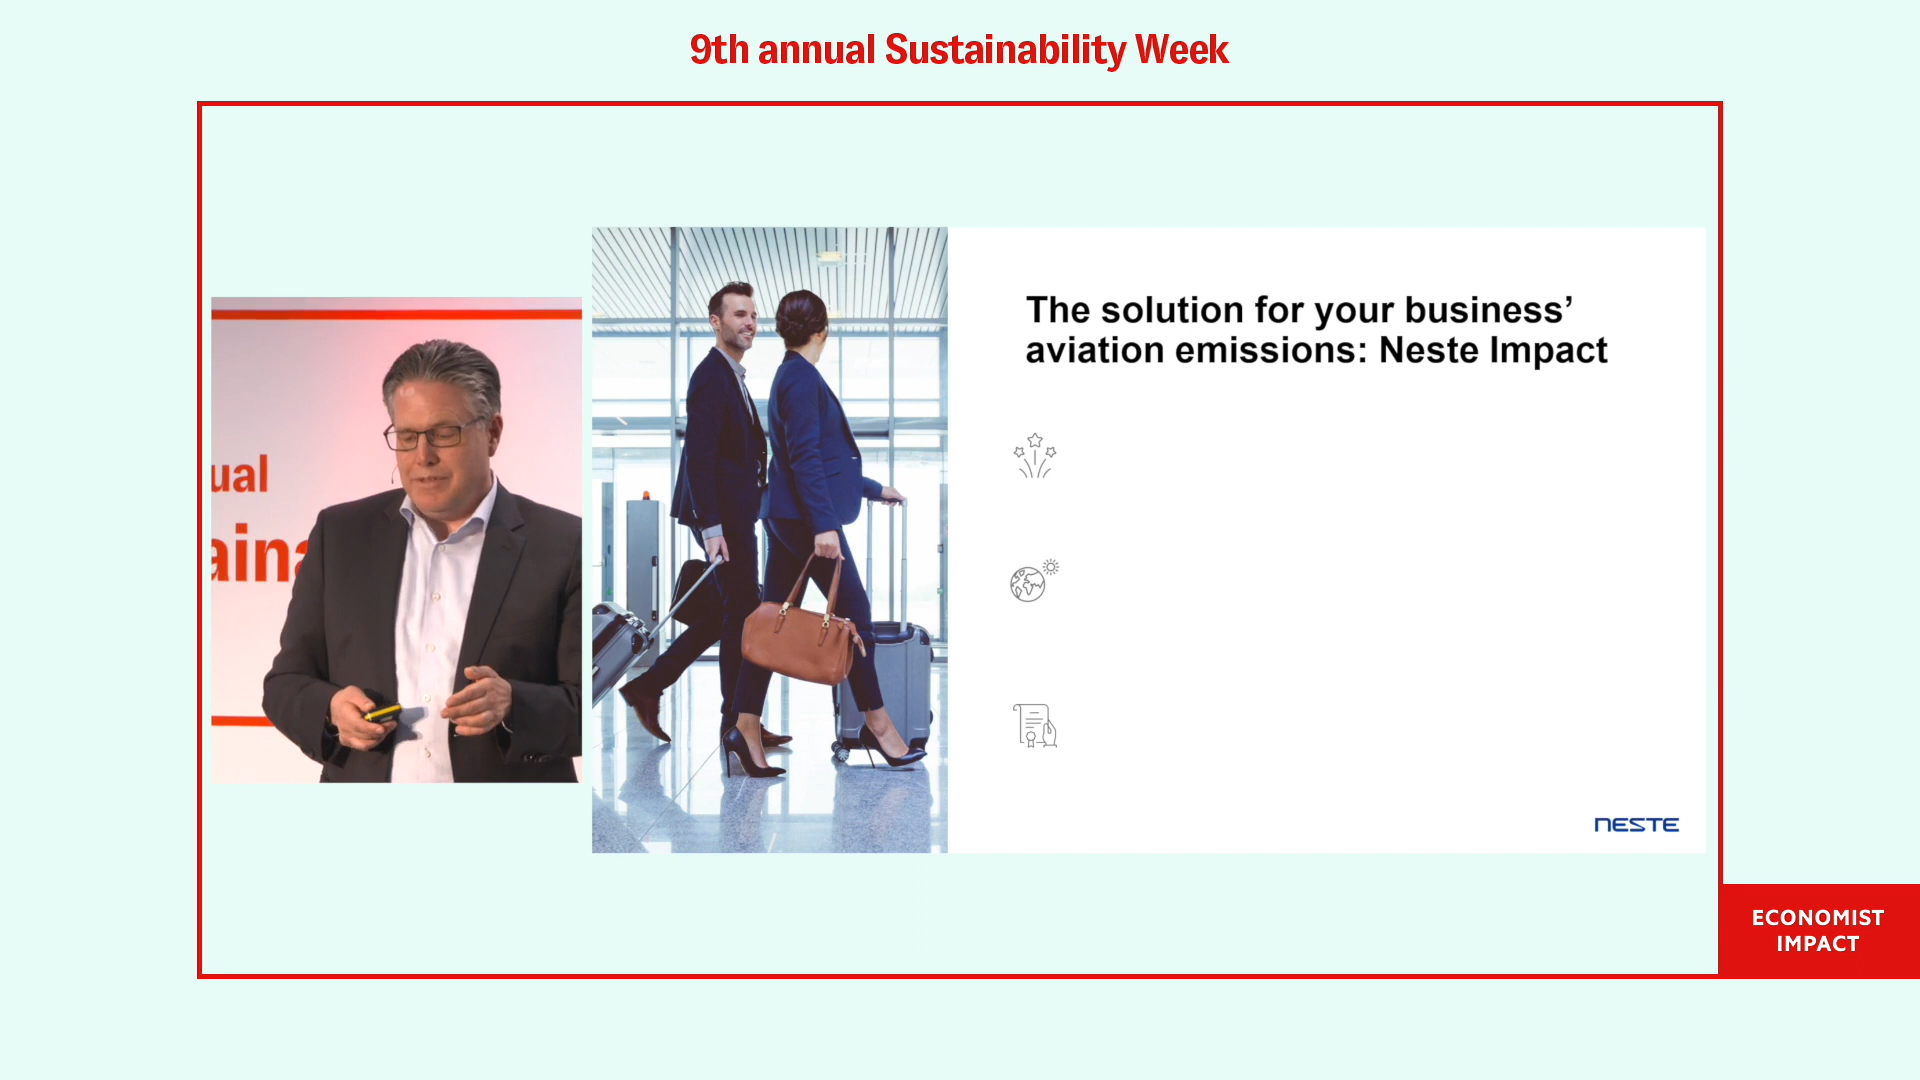 9th annual Sustainability Week
ual
aina
The solution for your business’
aviation emissions: Neste Impact
NESTE
ECONOMIST
IMPACT